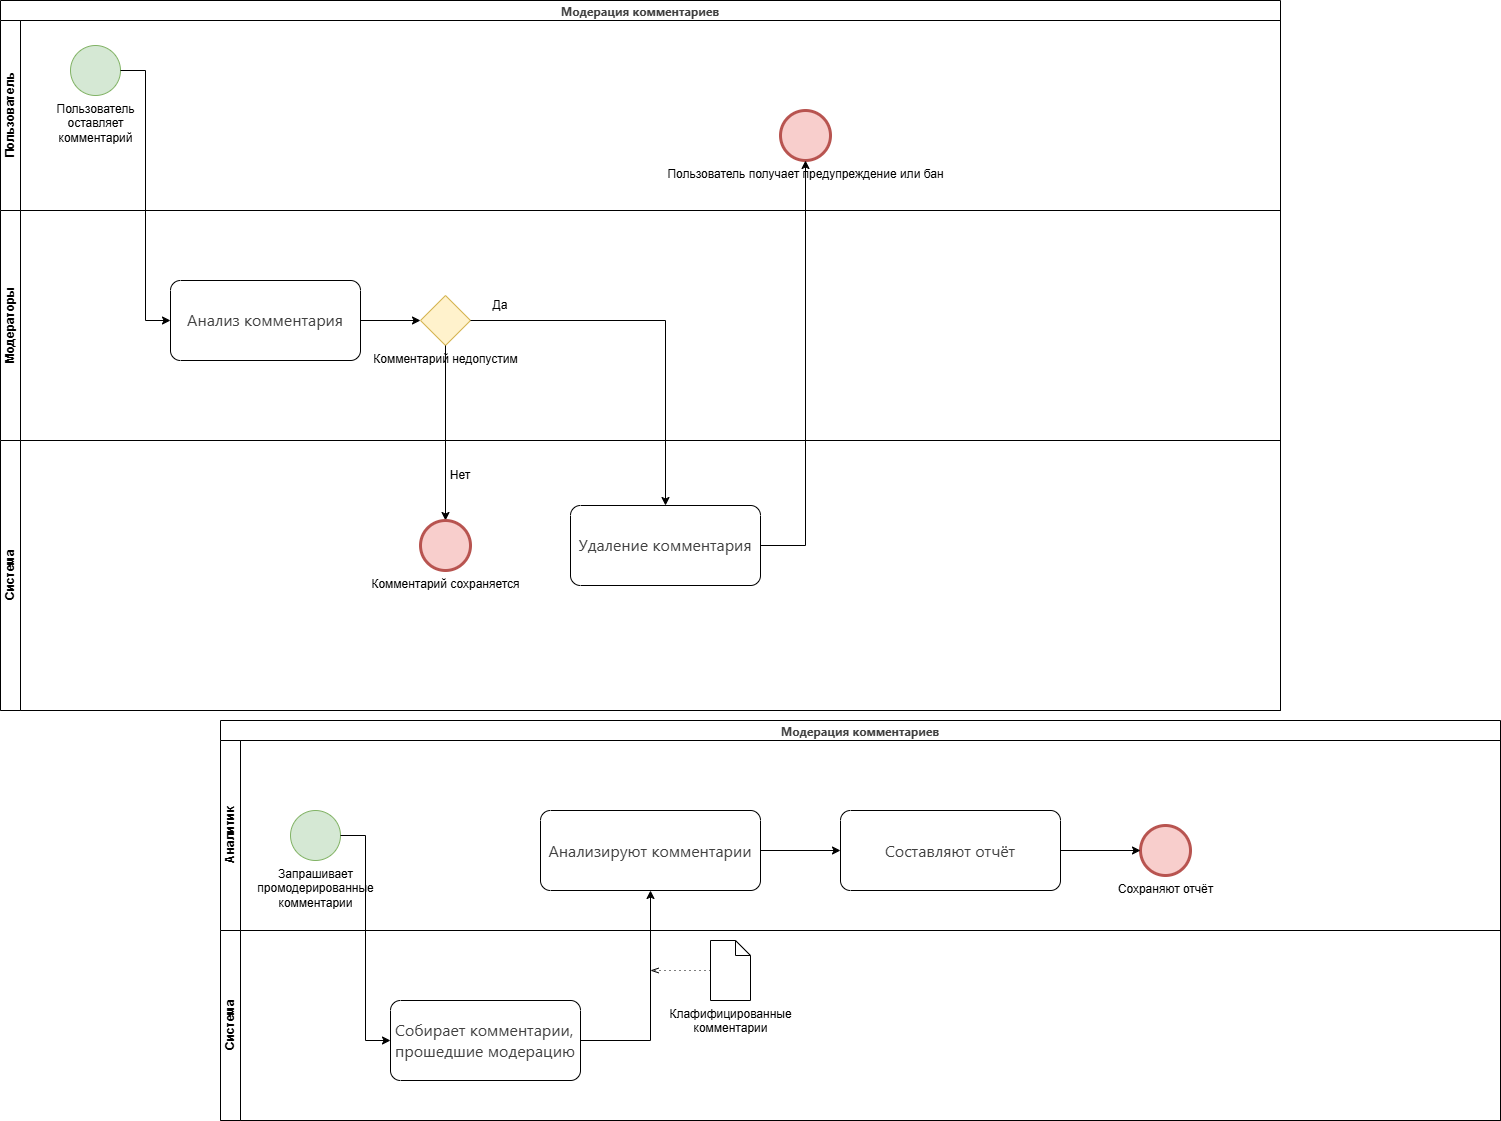 Модерация комментариев
Пользователь
Пользователь
оставляет
комментарий
Пользователь получает предупреждение или бан
Модераторы
Анализ комментария
Да
Комментарий недопустим
Система
Нет
Удаление комментария
Комментарий сохраняется
Модерация комментариев
Аналитик
Запрашивает
промодерированные
комментарии
Анализируют комментарии
Составляют отчёт
Сохраняют отчёт
Система
Собирает комментарии,
прошедшие модерацию
Клафифицированные
комментарии